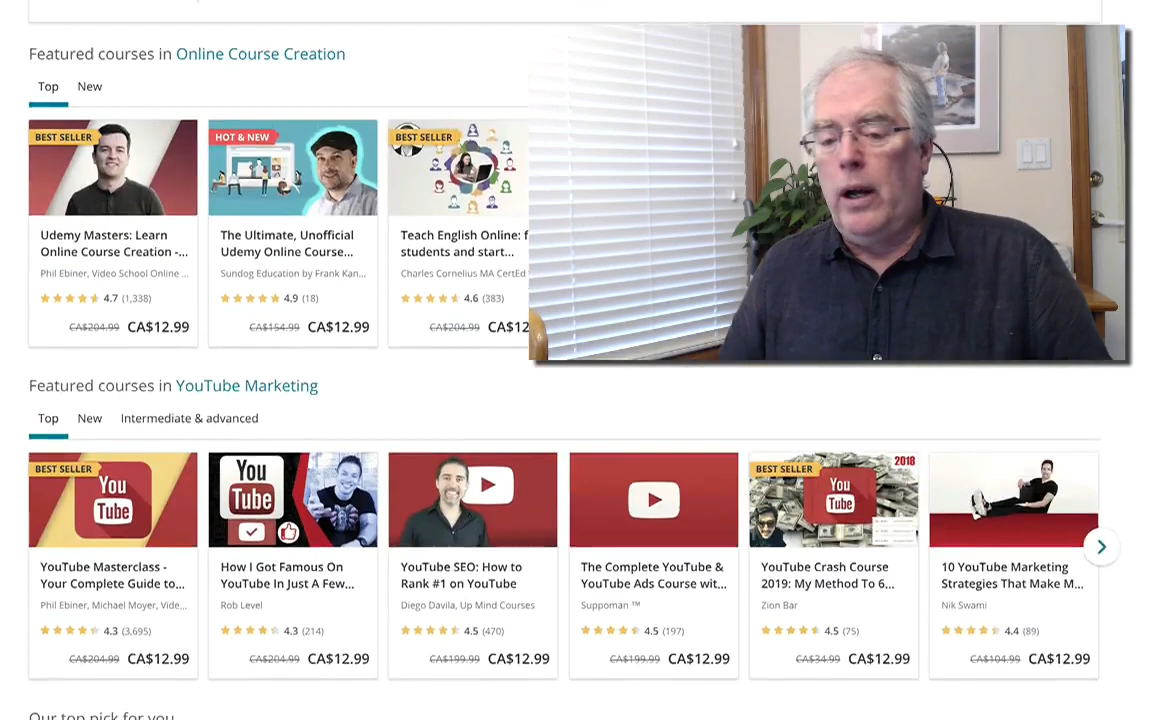 Featured courses in Online Course Creation
Top New
BEST SELLER
HOT & NEW
BEST SELLER
Udemy Masters: Learn
Online Course Creation -...
Phil Ebiner, Video School Online ...
4.7 (1,338)
CA$204.99 CA$12.99
The Ultimate, Unofficial
Udemy Online Course...
Sundog Education by Frank Kan...
4.9 (18)
CA$154.99 CA$12.99
Teach English Online: f
students and start...
Charles Cornelius MA CertEd
4.6 (383)
CA$204.99 CA$12
Featured courses in YouTube Marketing
Top New Intermediate & advanced
BEST SELLER
You
Tube
YouTube Masterclass -
Your Complete Guide to...
Phil Ebiner, Michael Moyer, Vide...
4.3 (3,695)
CA$204.99 CA$12.99
You
Tube
How I Got Famous On
YouTube In Just A Few...
Rob Level
4.3 (214)
CA$204.99 CA$12.99
YouTube SEO: How to
Rank #1 on YouTube
Diego Davila, Up Mind Courses
4.5 (470)
CA$199.99 CA$12.99
The Complete YouTube &
YouTube Ads Course wit...
Suppoman ™
4.5 (197)
CA$199.99 CA$12.99
BEST SELLER
2018
You
Tube
YouTube Crash Course
2019: My Method To 6...
Zion Bar
4.5 (75)
CA$34.99 CA$12.99
10 YouTube Marketing
Strategies That Make M...
Nik Swami
4.4 (89)
CA$104.99 CA$12.99
Our top pick for you